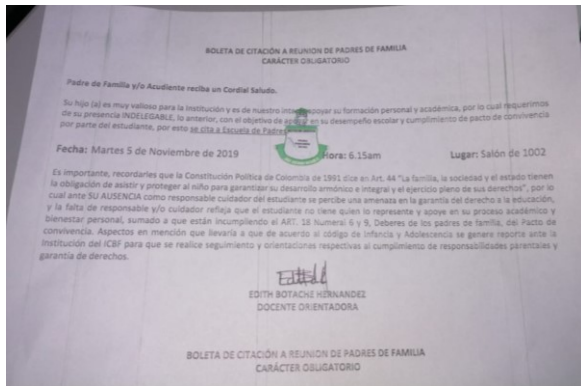 BOLETA DE CITACIÓN A REUNION DE PADRES DE FAMILIA
CARÁCTER OBLIGATORIO
Padre de Familia y/o Acudiente reciba un Cordial Saludo.
Su hijo (a) es muy valioso para la Institución y es de nuestro interés apoyar su formación personal y académica, por lo cual requerimos
de su presencia INDELEGABLE, lo anterior, con el objetivo de apoyar en su desempeño escolar y cumplimiento de pacto de convivencia
por parte del estudiante, por esto se cita a Escuela de Padres
Fecha: Martes 5 de Noviembre de 2019 Hora: 6.15am Lugar: Salón de 1002
Es importante, recordarles que la Constitución Política de Colombia de 1991 dice en Art. 44 "La familia, la sociedad y el estado tienen
la obligación de asistir y proteger al niño para garantizar su desarrollo armónico e integral y el ejercicio pleno de sus derechos", por lo
cual ante SU AUSENCIA como responsable cuidador del estudiante se percibe una amenaza en la garantía del derecho a la educación,
y la falta de responsable y/o cuidador refleja que el estudiante no tiene quien lo represente y apoye en su proceso académico y
bienestar personal, sumado a que están incumpliendo el ART. 18 Numeral 6 y 9, Deberes de los padres de familia, del Pacto de
convivencia. Aspectos en mención que llevaría a que de acuerdo al código de Infancia y Adolescencia se genere reporte ante la
Institución del ICBF para que se realice seguimiento y orientaciones respectivas al cumplimiento de responsabilidades parentales y
garantía de derechos.
EDITH BOTACHE HERNANDEZ
DOCENTE ORIENTADORA
BOLETA DE CITACIÓN A REUNION DE PADRES DE FAMILIA
CARÁCTER OBLIGATORIO